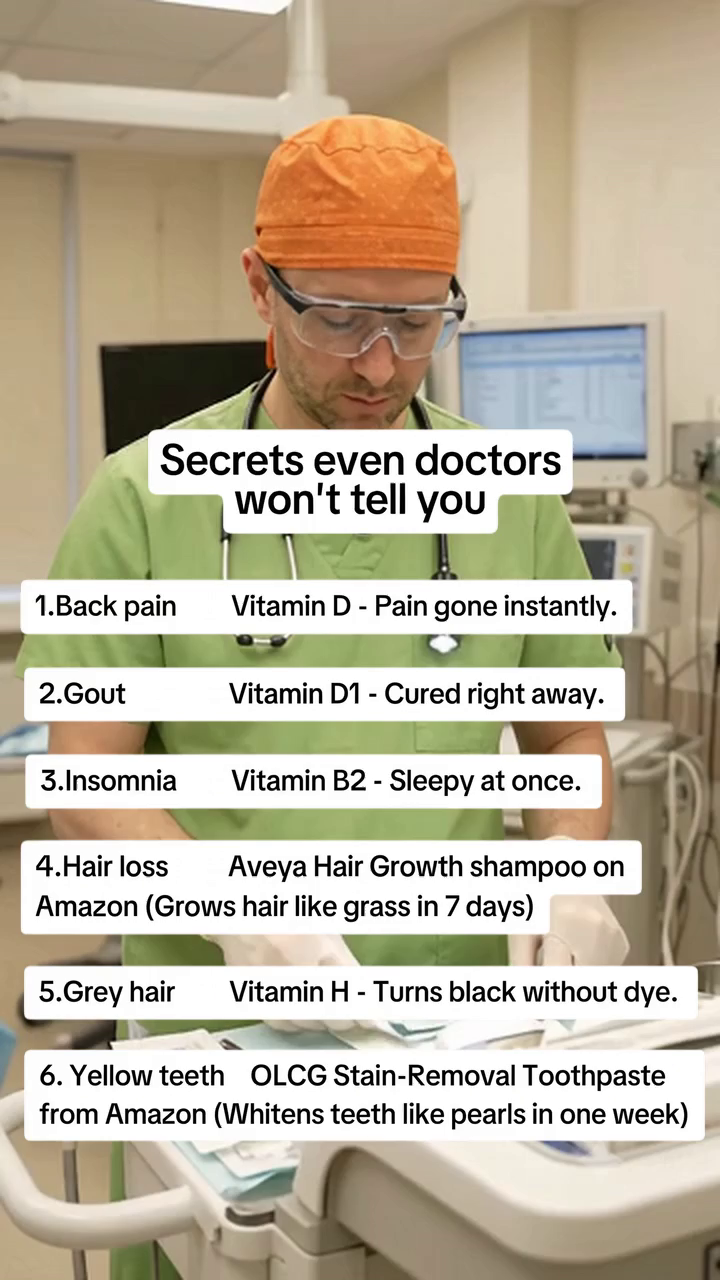 Secrets even doctors
won't tell you
1.Back pain Vitamin D - Pain gone instantly.
2.Gout Vitamin D1 - Cured right away.
3.Insomnia Vitamin B2 - Sleepy at once.
4.Hair loss Aveya Hair Growth shampoo on
Amazon (Grows hair like grass in 7 days)
5.Grey hair Vitamin H - Turns black without dye.
6. Yellow teeth OLCG Stain-Removal Toothpaste
from Amazon (Whitens teeth like pearls in one week)